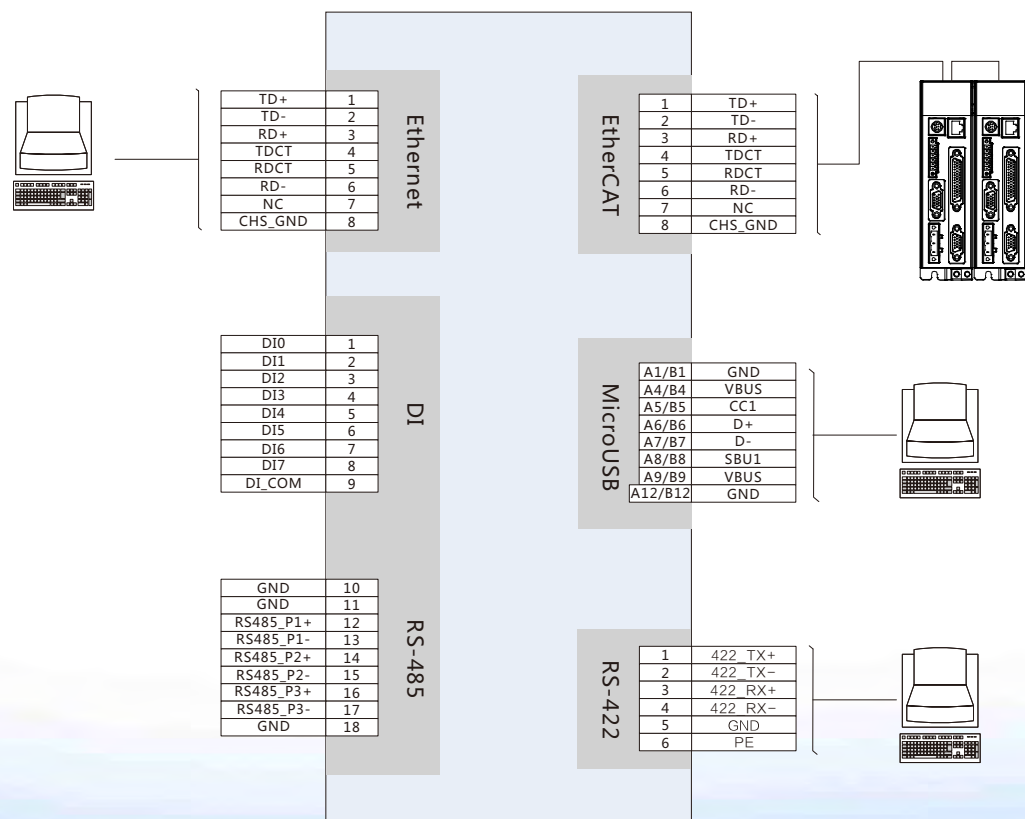 Ethernet
TD+ 1
TD- 2
RD+ 3
TDCT 4
RDCT 5
RD- 6
NC 7
CHS_GND 8
EtherCAT
1 TD+
2 TD-
3 RD+
4 TDCT
5 RDCT
6 RD-
7 NC
8 CHS_GND
DI
DI0 1
DI1 2
DI2 3
DI3 4
DI4 5
DI5 6
DI6 7
DI7 8
DI_COM 9
MicroUSB
A1/B1 GND
A4/B4 VBUS
A5/B5 CC1
A6/B6 D+
A7/B7 D-
A8/B8 SBU1
A9/B9 VBUS
A12/B12 GND
RS-485
GND 10
GND 11
RS485_P1+ 12
RS485_P1- 13
RS485_P2+ 14
RS485_P2- 15
RS485_P3+ 16
RS485_P3- 17
GND 18
RS-422
1 422_TX+
2 422_TX-
3 422_RX+
4 422_RX-
5 GND
6 PE